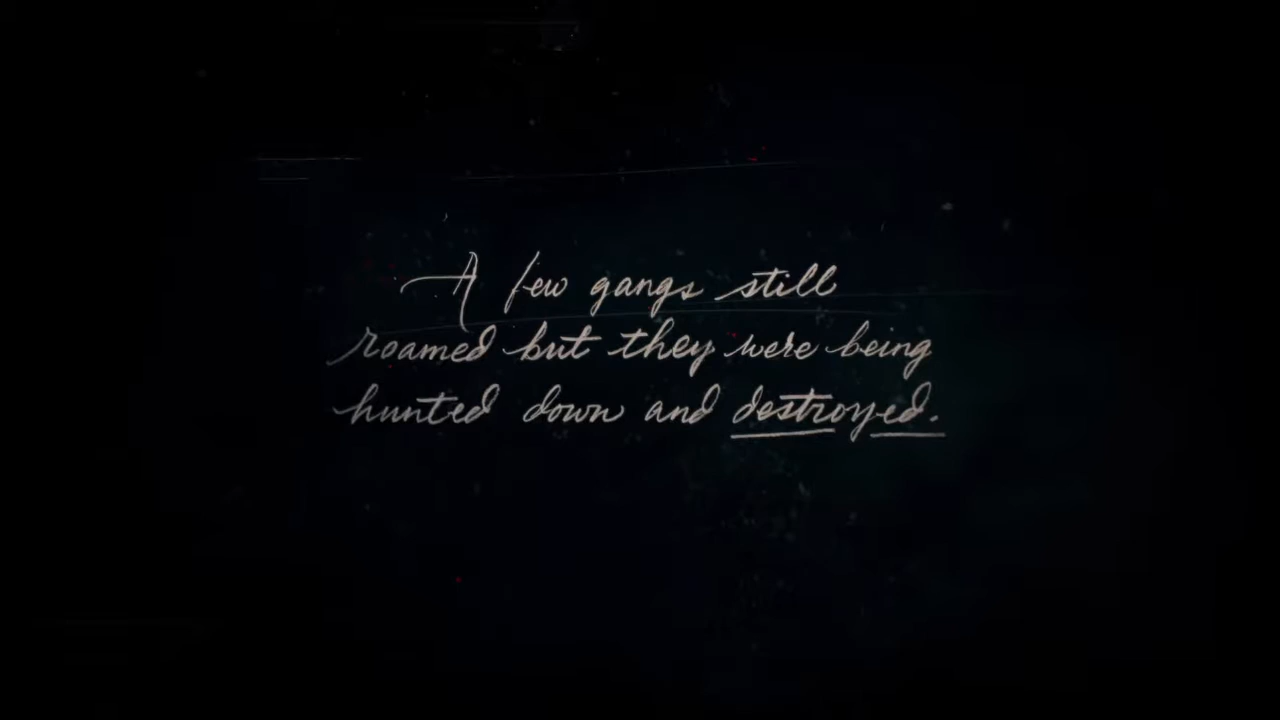 A few gangs still
roamed but they were being
hunted down and destroyed.